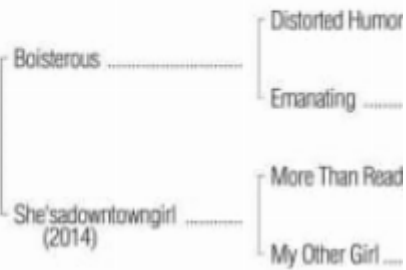 Distorted Humor
Boisterous ..........................
Emanating ........
More Than Read
She'sadowntowngirl ............
(2014)
My Other Girl .....